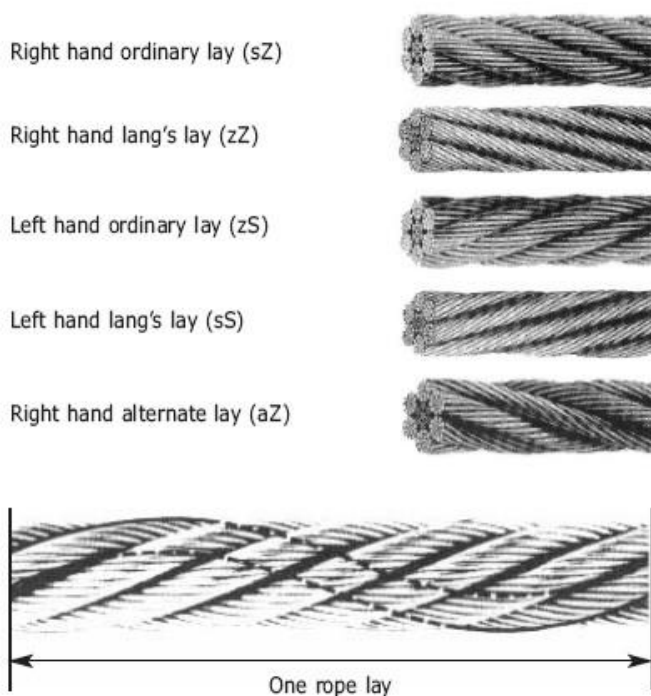 Right hand ordinary lay (sZ)
Right hand lang's lay (zZ)
Left hand ordinary lay (zS)
Left hand lang's lay (sS)
Right hand alternate lay (aZ)
One rope lay